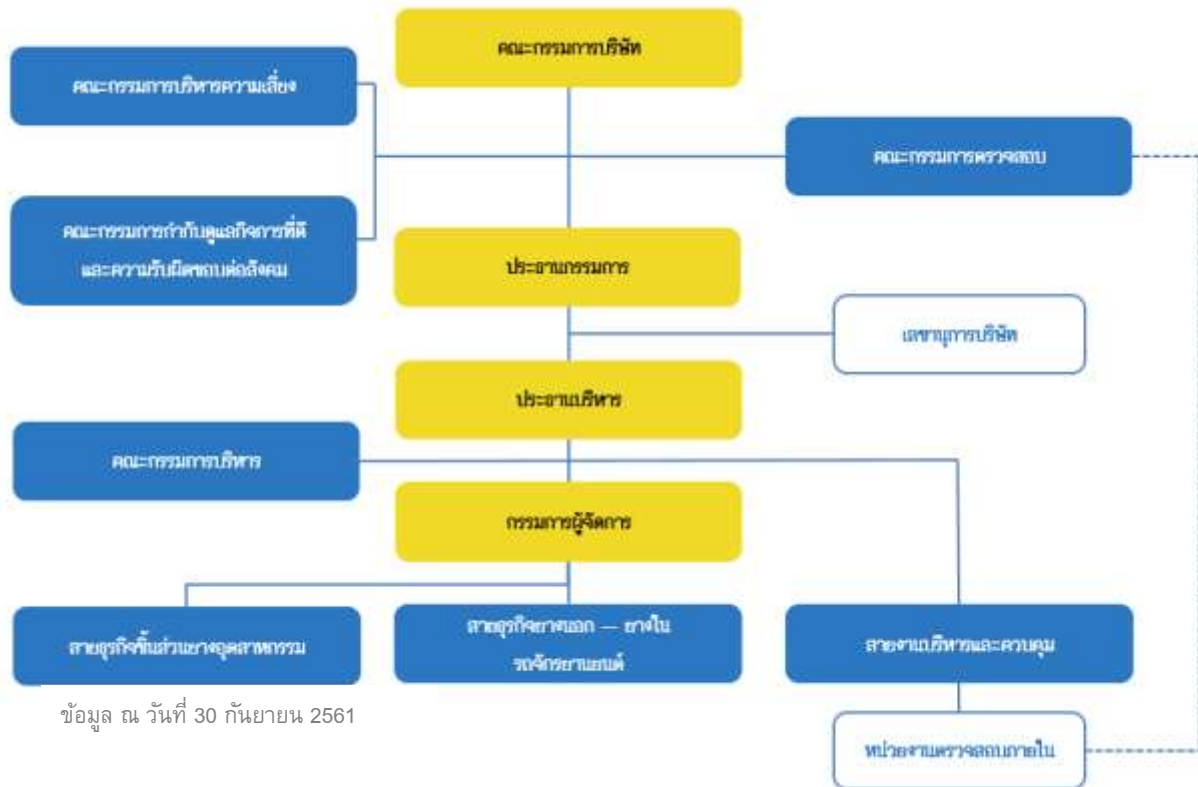 คณะกรรมการบริษัท
คณะกรรมการบริหารความเสี่ยง
คณะกรรมการตรวจสอบ
คณะกรรมการกำกับดูแลกิจการที่ดี
และความรับผิดชอบต่อสังคม
ประธานกรรมการ
เลขานุการบริษัท
ประธานบริหาร
คณะกรรมการบริหาร
กรรมการผู้จัดการ
สายธุรกิจชิ้นส่วนยางอุตสาหกรรม
สายธุรกิจยางนอก — ยางใน
รถจักรยานยนต์
สายงานบริหารและควบคุม
หน่วยงานตรวจสอบภายใน
ข้อมูล ณ วันที่ 30 กันยายน 2561